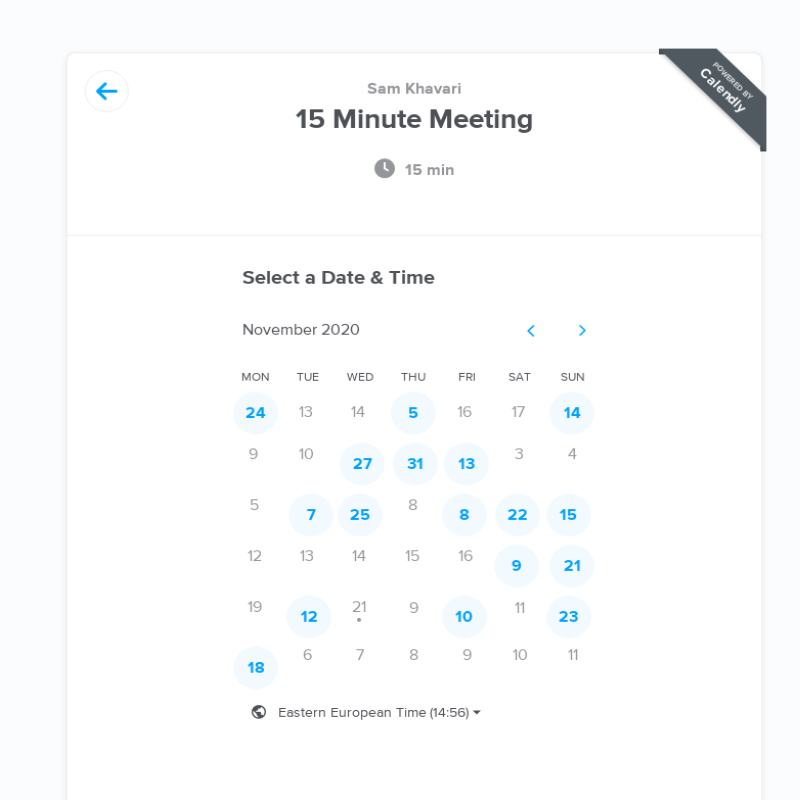 POWERED BY
Calendly
Sam Khavari
15 Minute Meeting
15 min
Select a Date & Time
November 2020
MON TUE WED THU FRI SAT SUN
24 13 14 5 16 17 14
9 10 27 31 13 3 4
5 7 25 8 8 22 15
12 13 14 15 16 9 21
19 12 21 9 10 11 23
18 6 7 8 9 10 11
Eastern European Time (14:56)